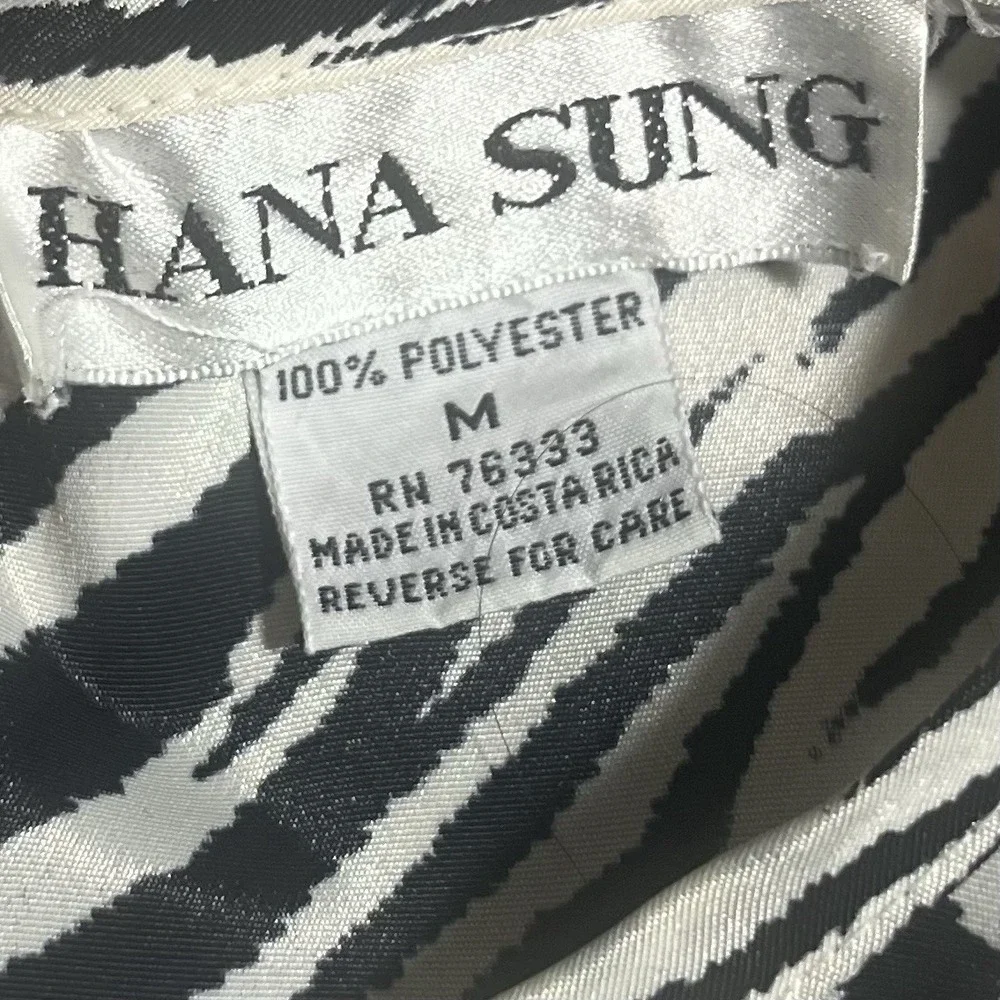 HANA SUNG
100% POLYESTER
M
RN 76333
MADE IN COSTA RICA
REVERSE FOR CARE